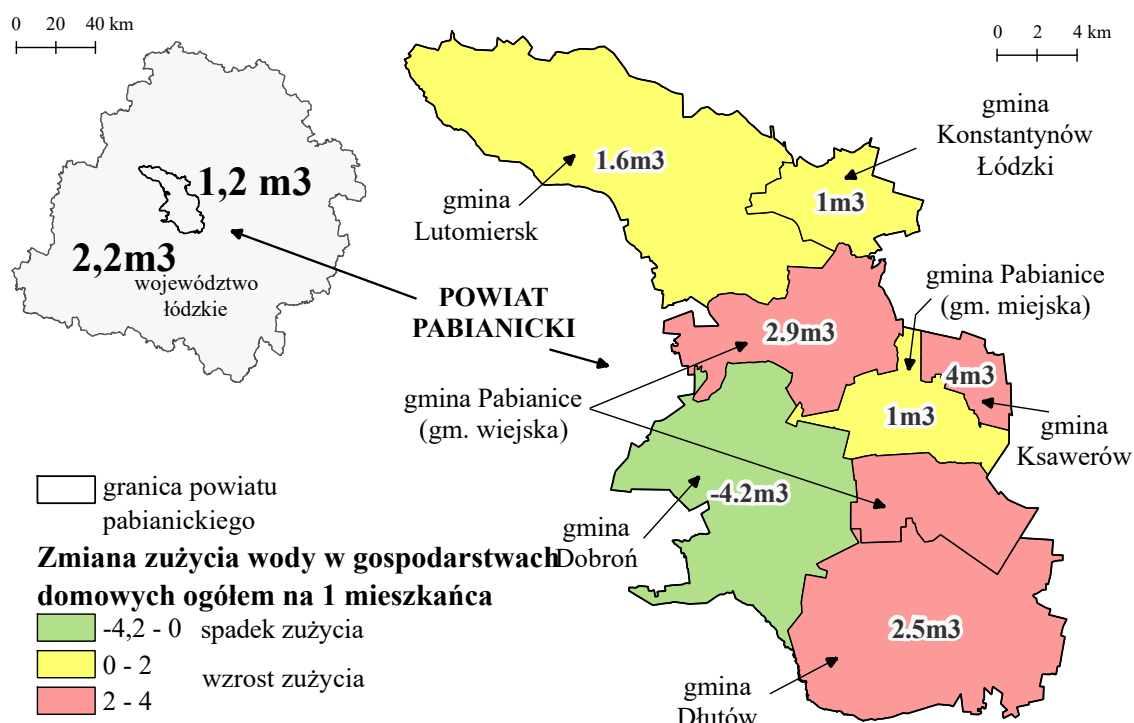 0 20 40 km
0 2 4 km
gmina
Konstantynów
Łódzki
1.6m3
1,2 m3
gmina
Lutomiersk
1m3
2,2m3
województwo
łódzkie
gmina Pabianice
(gm. miejska)
POWIAT
PABIANICKI
2.9m3
4m3
gmina Pabianice
(gm. wiejska)
1m3
gmina
Ksawerów
granica powiatu
pabianickiego
-4.2m3
gmina
Dobroń
Zmiana zużycia wody w gospodarstwach
domowych ogółem na 1 mieszkańca
-4,2 - 0 spadek zużycia
0 - 2
wzrost zużycia
2 - 4
2.5m3
gmina
Dłutów